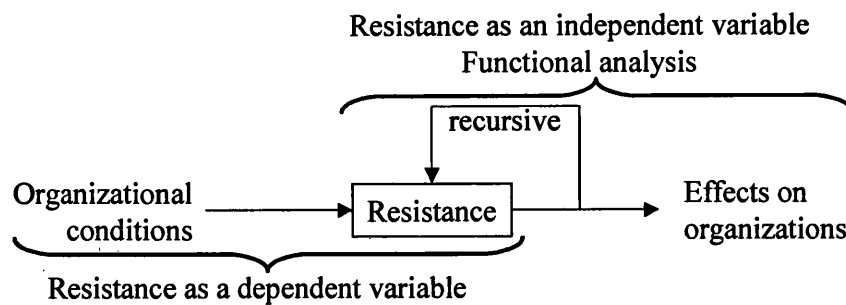 Resistance as an independent variable
Functional analysis
recursive
Organizational
conditions
Resistance
Effects on
organizations
Resistance as a dependent variable